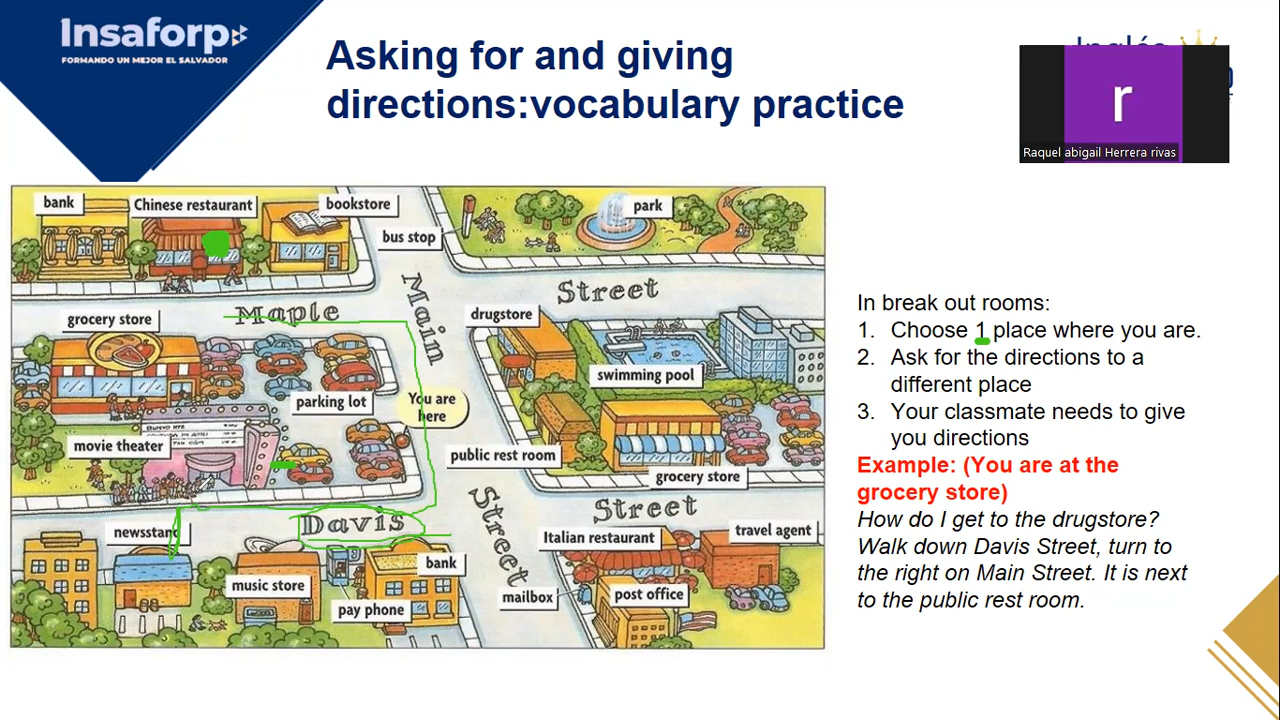 Insaforp
FORMANDO UN MEJOR EL SALVADOR
Asking for and giving
directions:vocabulary practice
Inglés
r
Raquel abigail Herrera rivas
bank
Chinese restaurant
bookstore
bus stop
park
Maple
Main
Street
grocery store
drugstore
swimming pool
parking lot
You are
here
movie theater
public rest room
grocery store
Davis
Street
Street
newsstand
Italian restaurant
travel agent
bank
music store
pay phone
mailbox
post office
In break out rooms:
1. Choose 1 place where you are.
2. Ask for the directions to a
different place
3. Your classmate needs to give
you directions
Example: (You are at the
grocery store)
How do I get to the drugstore?
Walk down Davis Street, turn to
the right on Main Street. It is next
to the public rest room.